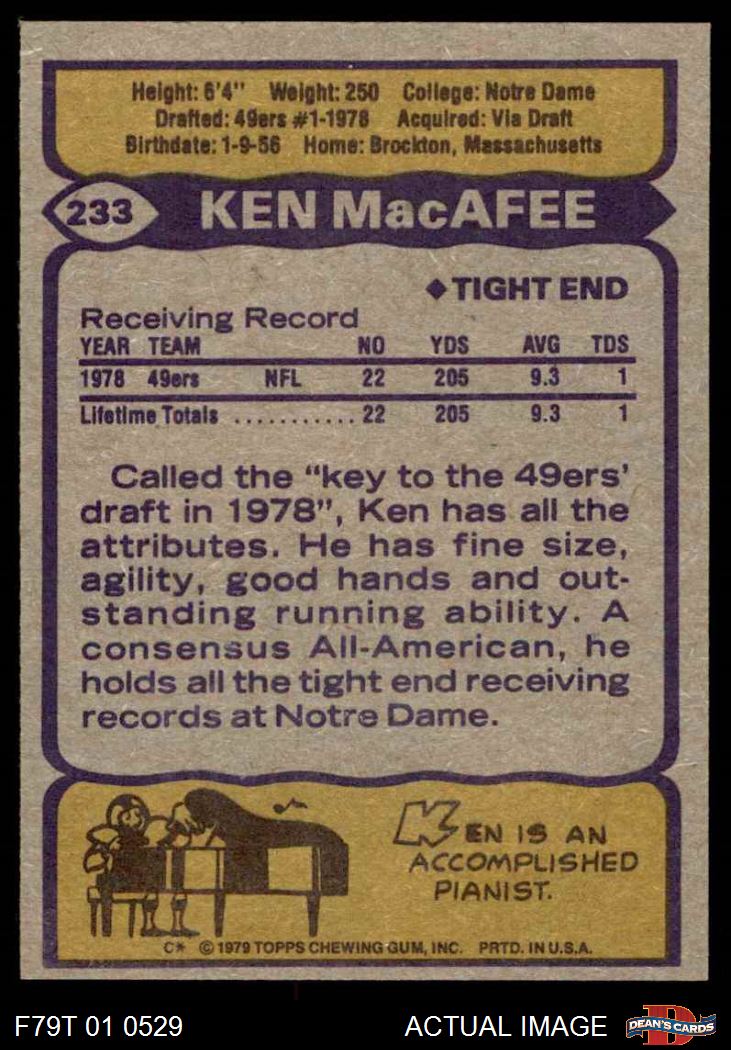 Height: 6'4" Weight: 250 College: Notre Dame
Drafted: 49ers #1-1978 Acquired: Via Draft
Birthdate: 1-9-56 Home: Brockton, Massachusetts
233 KEN MacAFEE
◆TIGHT END
Receiving Record
YEAR TEAM NO YDS AVG TDS
1978 49ers NFL 22 205 9.3 1
Lifetime Totals ........... 22 205 9.3 1
Called the "key to the 49ers'
draft in 1978", Ken has all the
attributes. He has fine size,
agility, good hands and out-
standing running ability. A
consensus All-American, he
holds all the tight end receiving
records at Notre Dame.
KEN IS AN
ACCOMPLISHED
PIANIST.
C* © 1979 TOPPS CHEWING GUM, INC. PRTD. IN U.S.A.
F79T 01 0529 ACTUAL IMAGE D DEAN'S CARDS